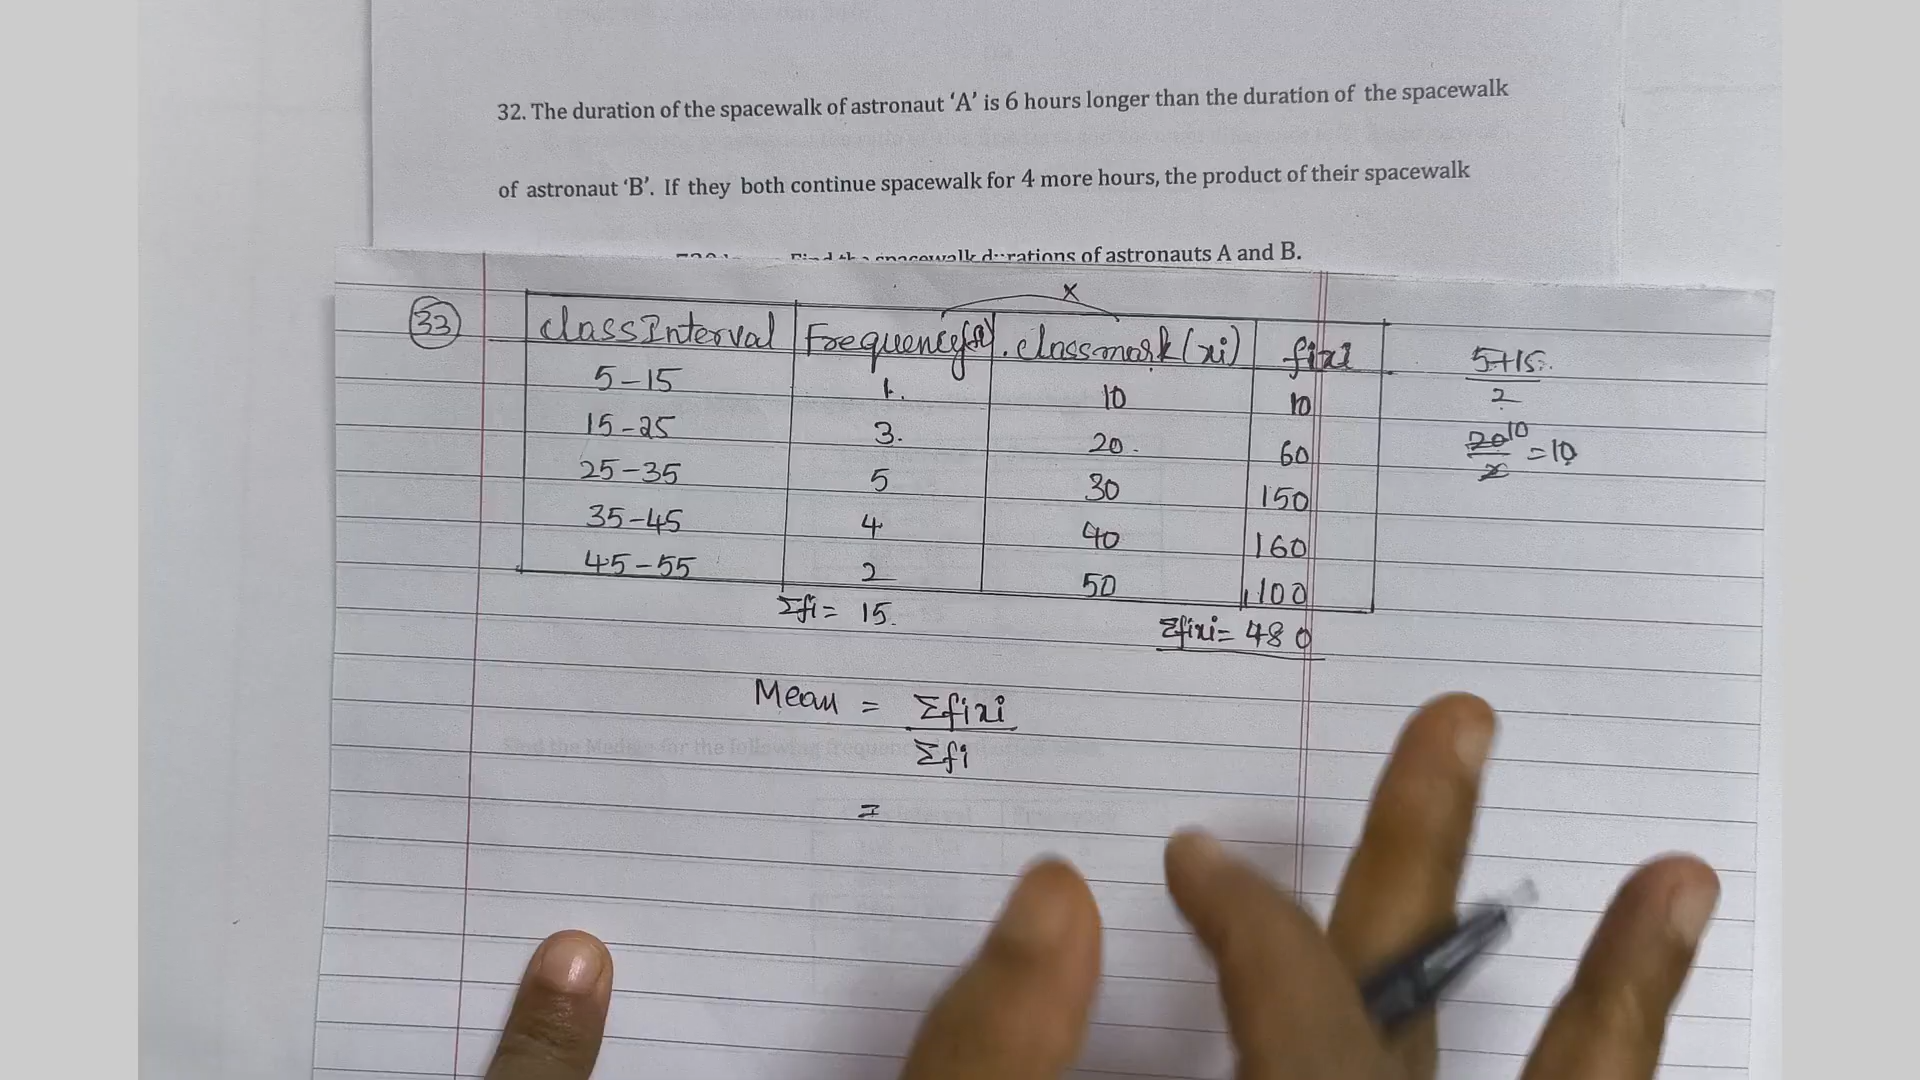 32. The duration of the spacewalk of astronaut ‘A’ is 6 hours longer than the duration of the spacewalk
of astronaut ‘B’. If they both continue spacewalk for 4 more hours, the product of their spacewalk
durations of astronauts A and B.
x
33 class Interval Frequency(fi). classmark (xi) fixi
5-15 1. 10 10
15-25 3. 20. 60
25-35 5 30 150
35-45 4 40 160
45-55 2 50 100
Σfi = 15. Σfixi = 480
5+15
2
20 10
2 = 10
Mean = Σfixi
Σfi
=